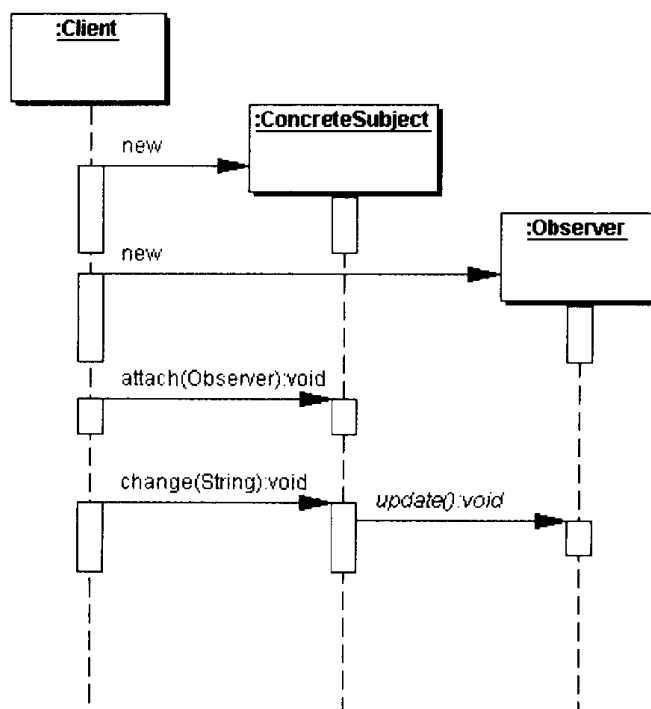 :Client
:ConcreteSubject
new
:Observer
new
attach(Observer):void
change(String):void
update():void